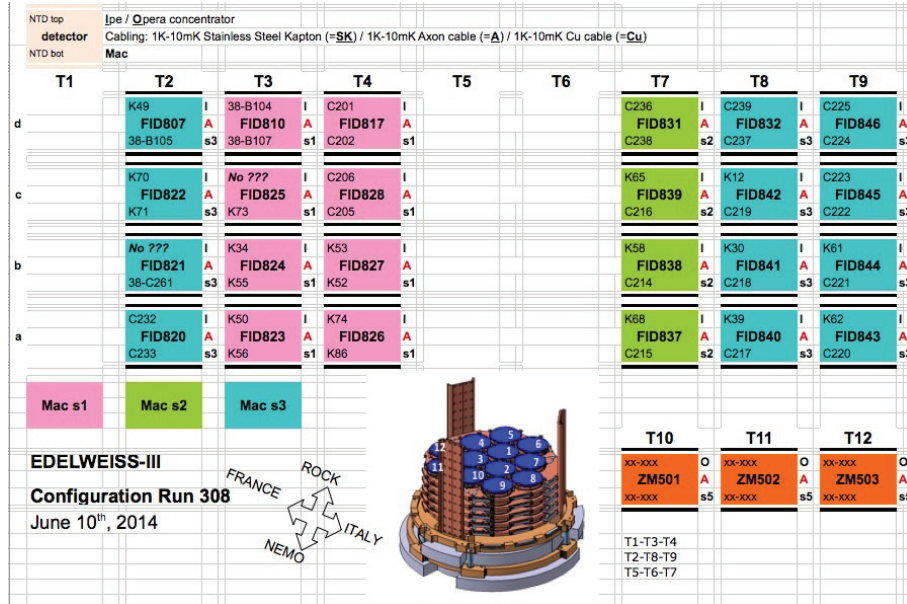 NTD top Ipe / Opera concentrator
detector Cabling: 1K-10mK Stainless Steel Kapton (=SK) / 1K-10mK Axon cable (=A) / 1K-10mK Cu cable (=Cu)
NTD bot Mac
T1 T2 T3 T4 T5 T6 T7 T8 T9
K49 I 38-B104 I C201 I C236 I C239 I C225 I
d FID807 A FID810 A FID817 A FID831 A FID832 A FID846 A
38-B105 s3 38-B107 s1 C202 s1 C238 s2 C237 s3 C224 s3
K70 I No ??? I C206 I K65 I K12 I C223 I
c FID822 A FID825 A FID828 A FID839 A FID842 A FID845 A
K71 s3 K73 s1 C205 s1 C216 s2 C219 s3 C222 s3
No ??? I K34 I K53 I K58 I K30 I K61 I
b FID821 A FID824 A FID827 A FID838 A FID841 A FID844 A
38-C261 s3 K55 s1 K52 s1 C214 s2 C218 s3 C221 s3
C232 I K50 I K74 I K68 I K39 I K62 I
a FID820 A FID823 A FID826 A FID837 A FID840 A FID843 A
C233 s3 K56 s1 K86 s1 C215 s2 C217 s3 C220 s3
Mac s1 Mac s2 Mac s3
5
4 6
12 1
3 7
11 2
10 8
9
T10 T11 T12
xx-xxx O xx-xxx O xx-xxx O
ZM501 A ZM502 A ZM503 A
xx-xxx s5 xx-xxx s5 xx-xxx s5
EDELWEISS-III
Configuration Run 308
June 10th, 2014
ROCK
FRANCE
ITALY
NEMO
T1-T3-T4
T2-T8-T9
T5-T6-T7